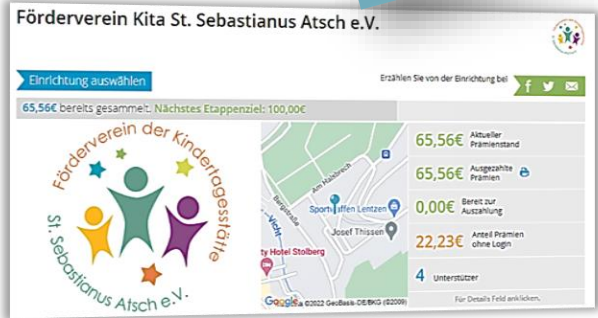 Förderverein Kita St. Sebastianus Atsch e.V.
Einrichtung auswählen
Erzählen Sie von der Einrichtung bei
65,56€ bereits gesammelt. Nächstes Etappenziel: 100,00€
Förderverein der Kindertagesstätte
St. Sebastianus Atsch e.V.
Am Halsbrech
Bergstraße
Sportwaffen Lentzen
Vicht
Josef Thissen
ty Hotel Stolberg
Google
©2022 GeoBasis-DE/BKG (©2009)
65,56€ Aktueller Prämienstand
65,56€ Ausgezahlte Prämien
0,00€ Bereit zur Auszahlung
22,23€ Anteil Prämien ohne Login
4 Unterstützer
Für Details Feld anklicken.